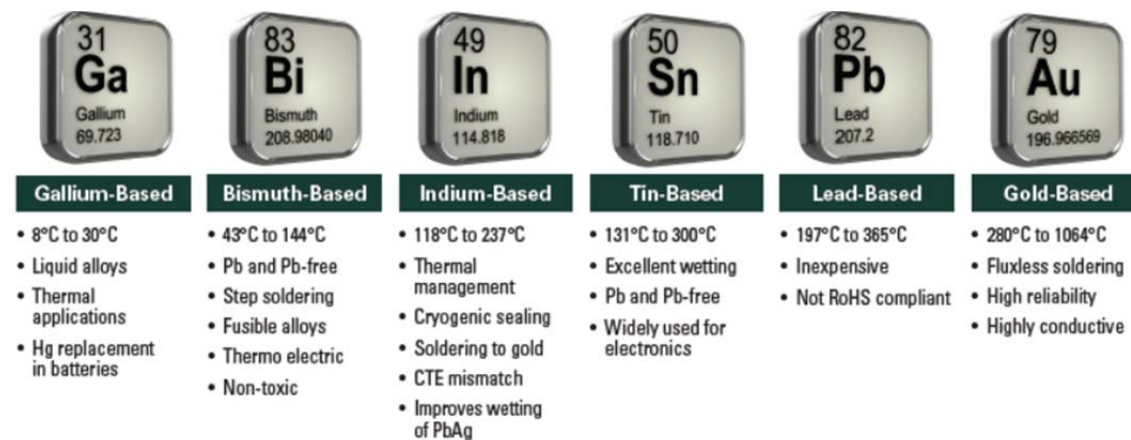 31
Ga
Gallium
69.723
Gallium-Based
• 8°C to 30°C
• Liquid alloys
• Thermal
applications
• Hg replacement
in batteries
83
Bi
Bismuth
208.98040
Bismuth-Based
• 43°C to 144°C
• Pb and Pb-free
• Step soldering
• Fusible alloys
• Thermo electric
• Non-toxic
49
In
Indium
114.818
Indium-Based
• 118°C to 237°C
• Thermal
management
• Cryogenic sealing
• Soldering to gold
• CTE mismatch
• Improves wetting
of PbAg
50
Sn
Tin
118.710
Tin-Based
• 131°C to 300°C
• Excellent wetting
• Pb and Pb-free
• Widely used for
electronics
82
Pb
Lead
207.2
Lead-Based
• 197°C to 365°C
• Inexpensive
• Not RoHS compliant
79
Au
Gold
196.966569
Gold-Based
• 280°C to 1064°C
• Fluxless soldering
• High reliability
• Highly conductive